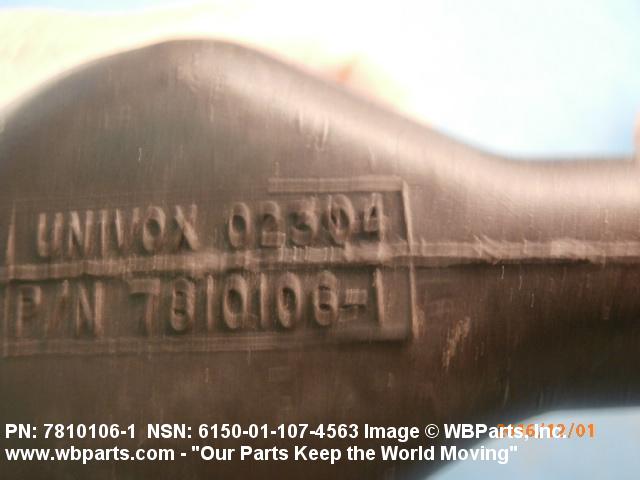 UNIVOX 02304
P/N 7810106-1
PN: 7810106-1 NSN: 6150-01-107-4563 Image © WBParts, Inc.
www.wbparts.com - "Our Parts Keep the World Moving"